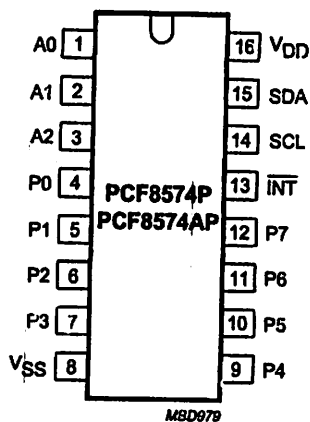 A0 1 16 VDD
A1 2 15 SDA
A2 3 14 SCL
P0 4 13 INT
PCF8574P
PCF8574AP
P1 5 12 P7
P2 6 11 P6
P3 7 10 P5
VSS 8 9 P4
MBD979